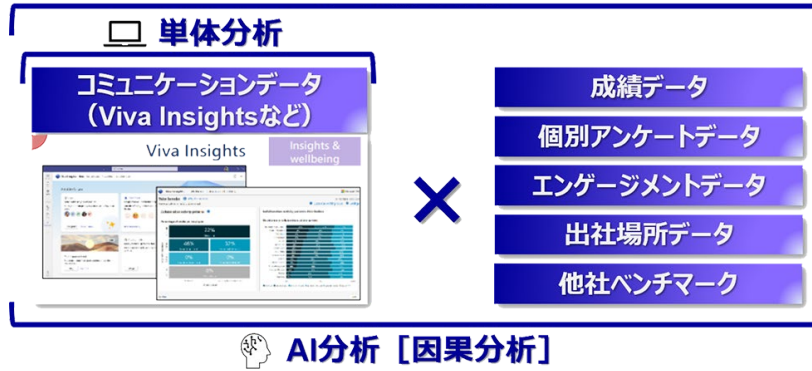 単体分析
コミュニケーションデータ
（Viva Insightsなど）
Viva Insights
Insights &
wellbeing
×
成績データ
個別アンケートデータ
エンゲージメントデータ
出社場所データ
他社ベンチマーク
AI分析［因果分析］